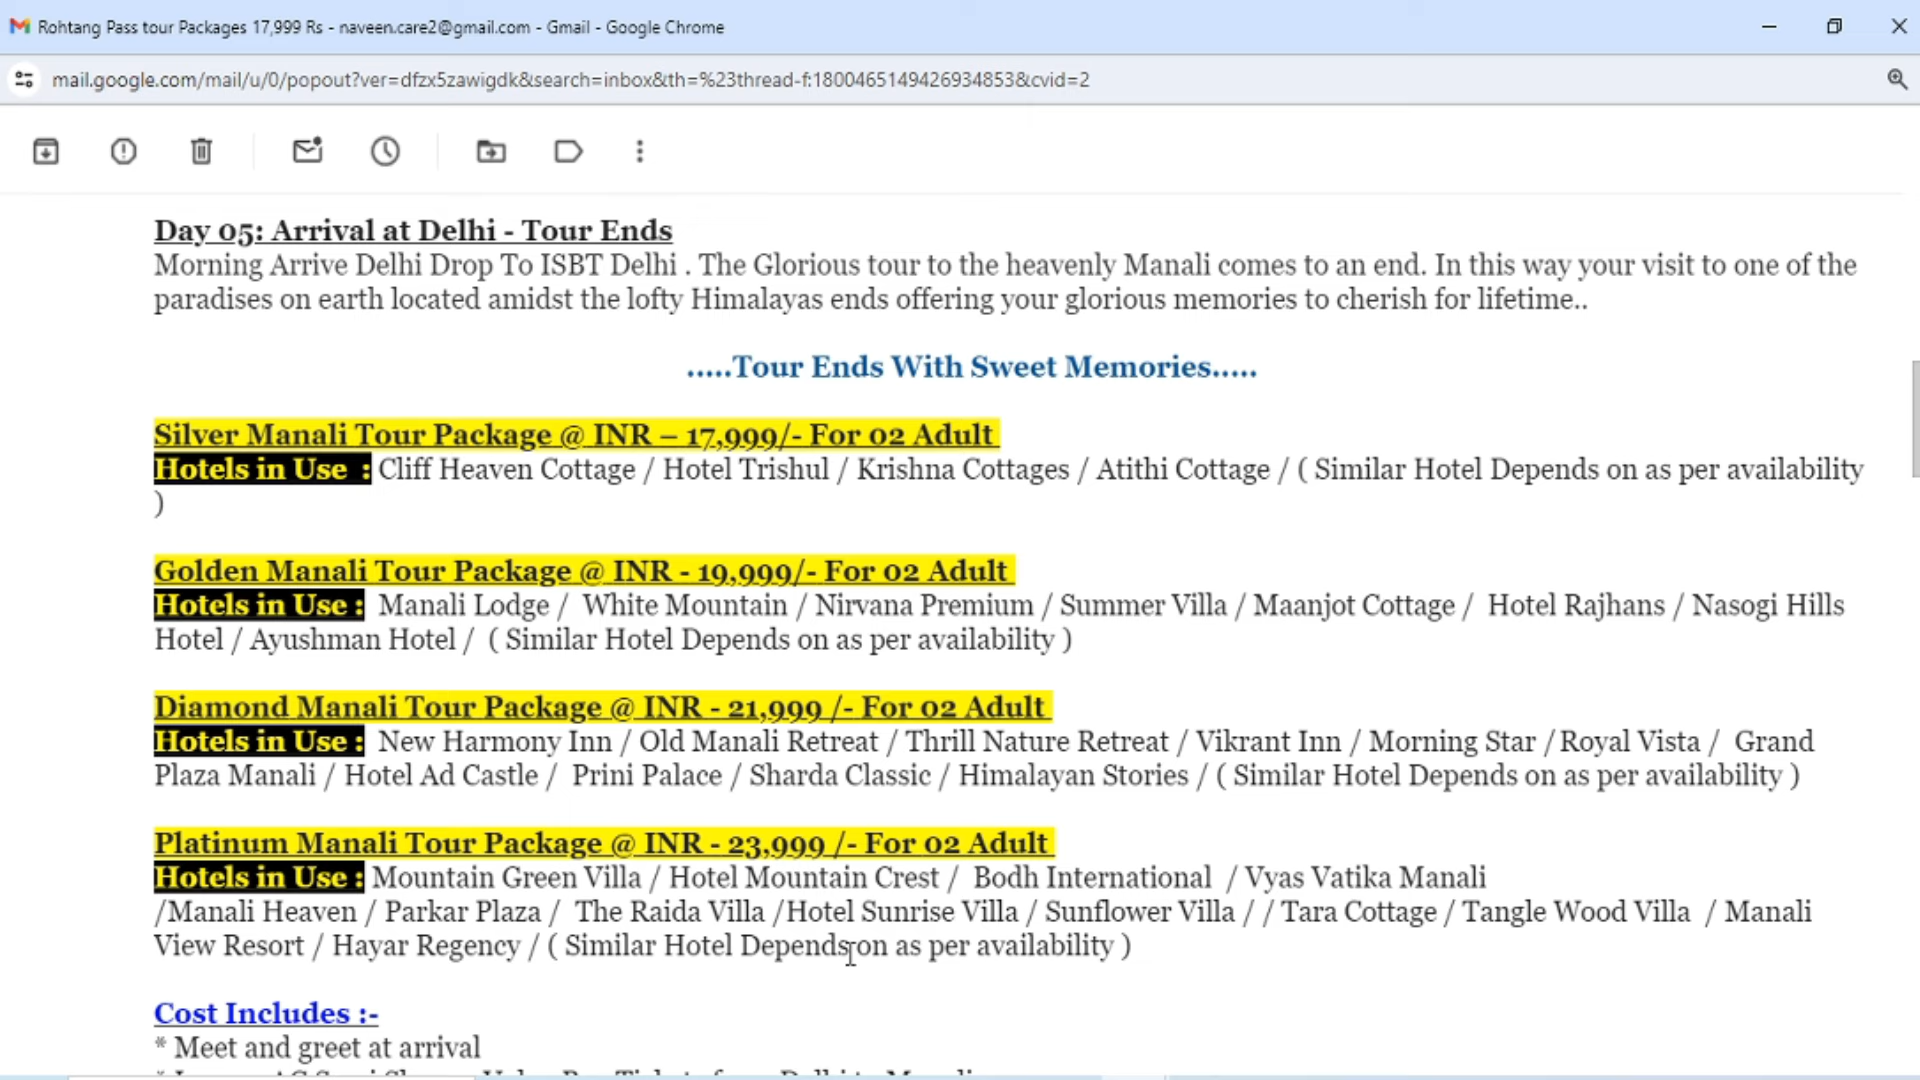 Rohtang Pass tour Packages 17,999 Rs - naveen.care2@gmail.com - Gmail - Google Chrome
mail.google.com/mail/u/0/popout?ver=dfzx5zawigdk&search=inbox&th=%23thread-f:1800465149426934853&cvid=2
Day 05: Arrival at Delhi - Tour Ends
Morning Arrive Delhi Drop To ISBT Delhi . The Glorious tour to the heavenly Manali comes to an end. In this way your visit to one of the
paradises on earth located amidst the lofty Himalayas ends offering your glorious memories to cherish for lifetime..
.....Tour Ends With Sweet Memories.....
Silver Manali Tour Package @ INR – 17,999/- For 02 Adult
Hotels in Use : Cliff Heaven Cottage / Hotel Trishul / Krishna Cottages / Atithi Cottage / ( Similar Hotel Depends on as per availability
)
Golden Manali Tour Package @ INR - 19,999/- For 02 Adult
Hotels in Use : Manali Lodge / White Mountain / Nirvana Premium / Summer Villa / Maanjot Cottage / Hotel Rajhans / Nasogi Hills
Hotel / Ayushman Hotel / ( Similar Hotel Depends on as per availability )
Diamond Manali Tour Package @ INR - 21,999 /- For 02 Adult
Hotels in Use : New Harmony Inn / Old Manali Retreat / Thrill Nature Retreat / Vikrant Inn / Morning Star /Royal Vista / Grand
Plaza Manali / Hotel Ad Castle / Prini Palace / Sharda Classic / Himalayan Stories / ( Similar Hotel Depends on as per availability )
Platinum Manali Tour Package @ INR - 23,999 /- For 02 Adult
Hotels in Use : Mountain Green Villa / Hotel Mountain Crest / Bodh International / Vyas Vatika Manali
/Manali Heaven / Parkar Plaza / The Raida Villa /Hotel Sunrise Villa / Sunflower Villa / / Tara Cottage / Tangle Wood Villa / Manali
View Resort / Hayar Regency / ( Similar Hotel Depends on as per availability )
Cost Includes :-
* Meet and greet at arrival